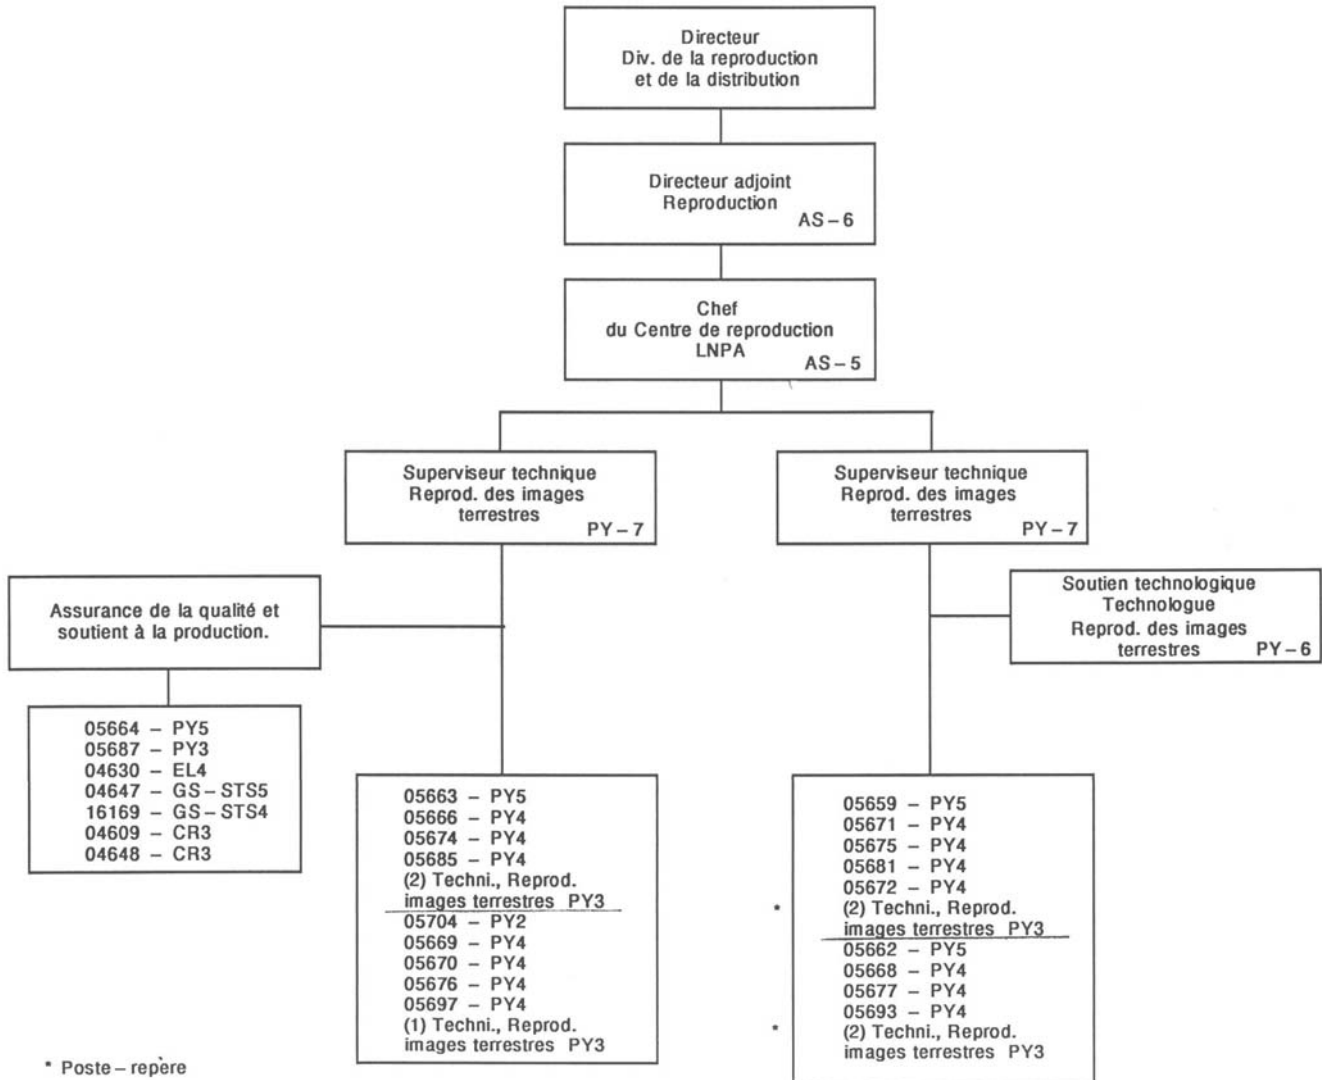 Directeur
Div. de la reproduction
et de la distribution
Directeur adjoint
Reproduction
AS – 6
Chef
du Centre de reproduction
LNPA
AS – 5
Superviseur technique
Reprod. des images
terrestres
PY – 7
Superviseur technique
Reprod. des images
terrestres
PY – 7
Assurance de la qualité et
soutient à la production.
Soutien technologique
Technologue
Reprod. des images
terrestres PY – 6
05664 – PY5
05687 – PY3
04630 – EL4
04647 – GS – STS5
16169 – GS – STS4
04609 – CR3
04648 – CR3
05663 – PY5
05666 – PY4
05674 – PY4
05685 – PY4
(2) Techni., Reprod.
images terrestres PY3
05704 – PY2
05669 – PY4
05670 – PY4
05676 – PY4
05697 – PY4
(1) Techni., Reprod.
images terrestres PY3
05659 – PY5
05671 – PY4
05675 – PY4
05681 – PY4
05672 – PY4
* (2) Techni., Reprod.
images terrestres PY3
05662 – PY5
05668 – PY4
05677 – PY4
05693 – PY4
* (2) Techni., Reprod.
images terrestres PY3
* Poste – repère